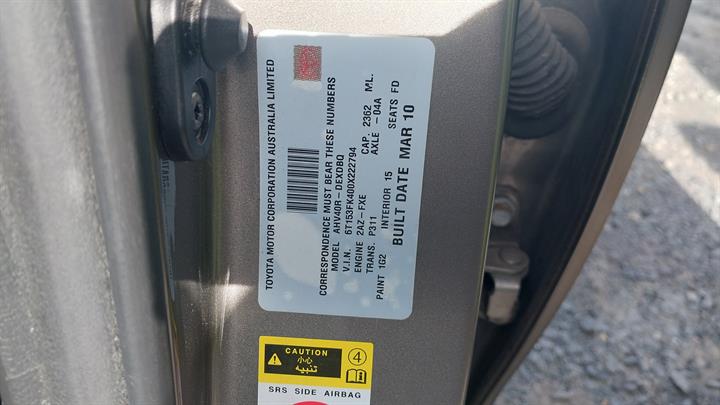 TOYOTA MOTOR CORPORATION AUSTRALIA LIMITED
CORRESPONDENCE MUST BEAR THESE NUMBERS
MODEL AHV40R-DEXDBQ
V.I.N. 6T153FK400X222794
ENGINE 2AZ-FXE CAP. 2362 ML.
TRANS. P311 AXLE -04A
PAINT 1G2 INTERIOR 15 SEATS FD
BUILT DATE MAR 10
CAUTION
小心
تنبيه
4
SRS SIDE AIRBAG